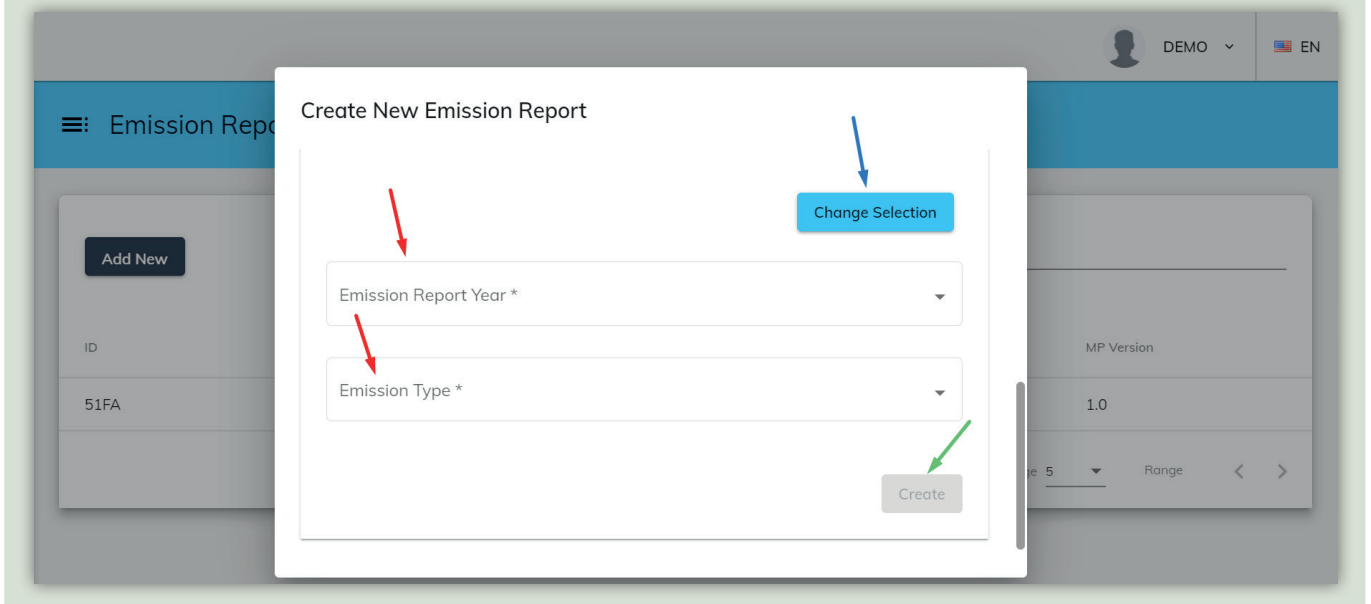 DEMO
EN
Emission Repo
Create New Emission Report
Change Selection
Add New
Emission Report Year *
ID
MP Version
Emission Type *
51FA
1.0
ge 5
Range
Create